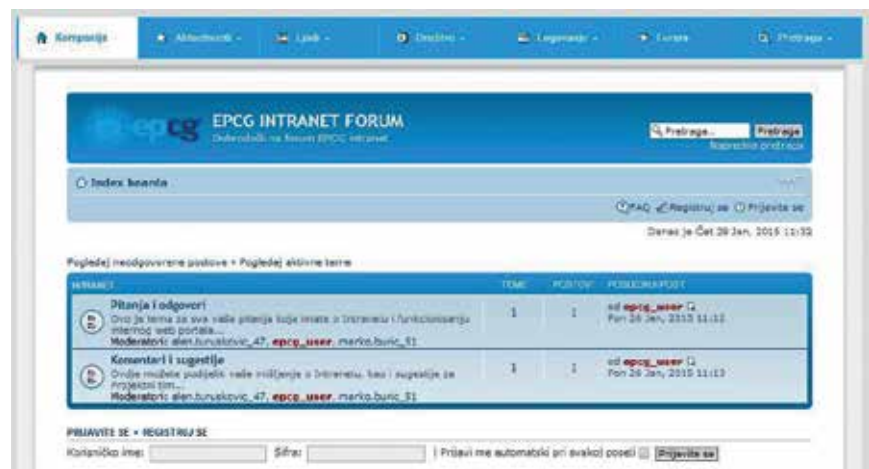 Kompanija Aktuelnosti Ljudi Društvo Logovanje Forum Pretraga
epcg EPCG INTRANET FORUM
Dobrodošli na forum EPCG intranet
Pretraga... Pretraga
Napredna pretraga
Index boarda
FAQ Registruj se Prijavite se
Danas je Čet 29 Jan, 2015 11:32
Pogledaj neodgovorene postove • Pogledaj aktivne teme
INTRANET TEME POSTOVI POSLEDNJI POST
Pitanja i odgovori
Ovo je tema za sva vaša pitanja koja imate o Intranetu i funkcionisanju
internog web portala...
Moderatori: alen.turuskovic_47, epcg_user, marko.buric_51
1 1 od epcg_user
Pon 26 Jan, 2015 11:12
Komentari i sugestije
Ovdje možete podijeliti vaše mišljenje o Intranetu, kao i sugestije za
Projektni tim...
Moderatori: alen.turuskovic_47, epcg_user, marko.buric_51
1 1 od epcg_user
Pon 26 Jan, 2015 11:13
PRIJAVITE SE • REGISTRUJ SE
Korisničko ime: Šifra: | Prijavi me automatski pri svakoj poseti Prijavite se